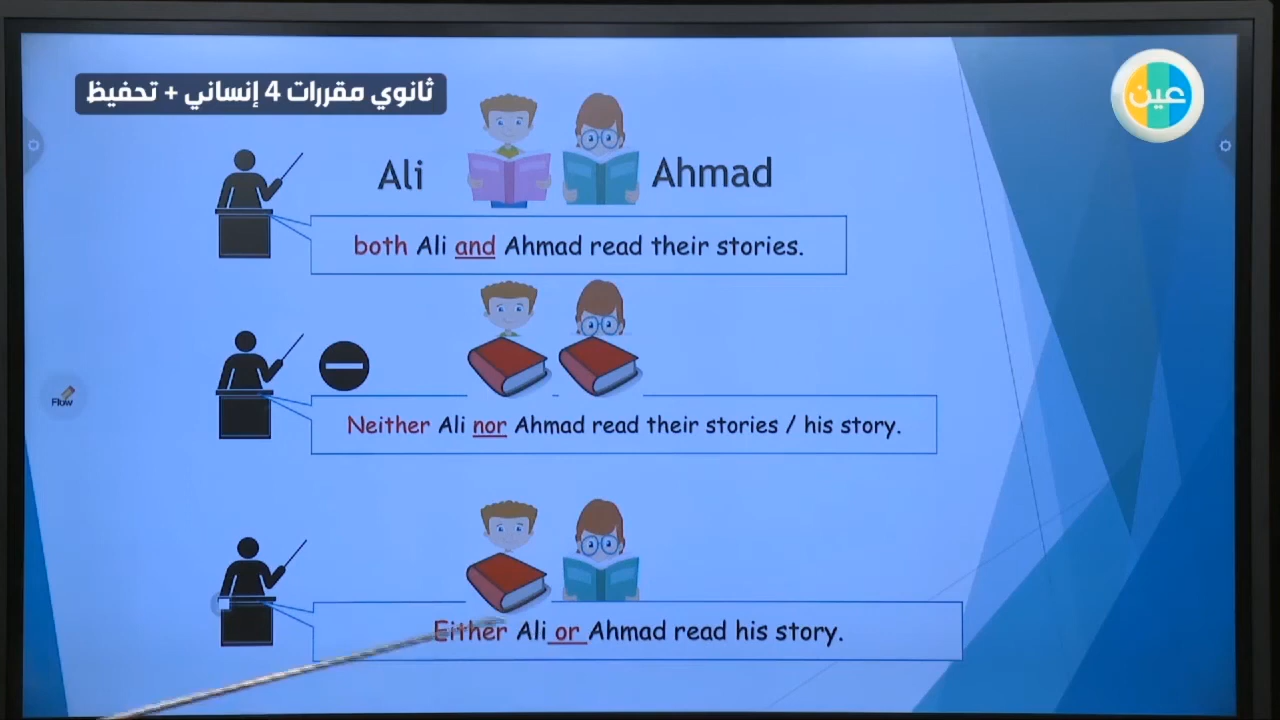 ثانوي مقررات 4 إنساني + تحفيظ
عين
Ali
Ahmad
both Ali and Ahmad read their stories.
Neither Ali nor Ahmad read their stories / his story.
Flow
Either Ali or Ahmad read his story.